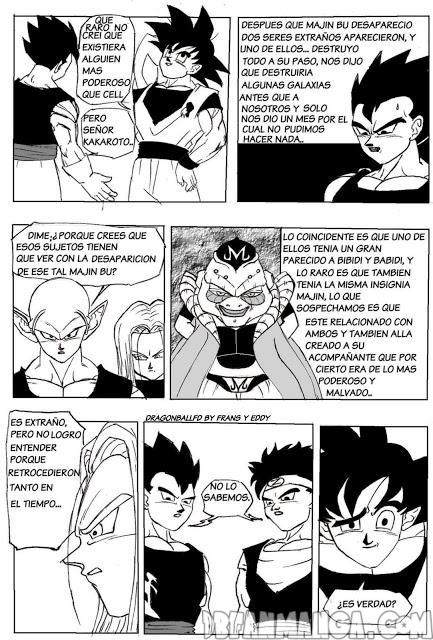 QUE
RARO NO
CREI QUE
EXISTIERA
ALGUIEN
MAS
PODEROSO
QUE CELL
PERO
SEÑOR
KAKAROTO..
DESPUES QUE MAJIN BU DESAPARECIO
DOS SERES EXTRAÑOS APARECIERON, Y
UNO DE ELLOS... DESTRUYO
TODO A SU PASO, NOS DIJO
QUE DESTRUIRIA
ALGUNAS GALAXIAS
ANTES QUE A
NOSOTROS Y SOLO
NOS DIO UN MES POR EL
CUAL NO PUDIMOS
HACER NADA..
DIME,¿PORQUE CREES QUE
ESOS SUJETOS TIENEN
QUE VER CON LA DESAPARICION
DE ESE TAL MAJIN BU?
LO COINCIDENTE ES QUE UNO DE
ELLOS TENIA UN GRAN
PARECIDO A BIBIDI Y BABIDI, Y
LO RARO ES QUE TAMBIEN
TENIA LA MISMA INSIGNIA
MAJIN, LO QUE
SOSPECHAMOS ES QUE
ESTE RELACIONADO CON
AMBOS Y TAMBIEN ALLA
CREADO A SU
ACOMPAÑANTE QUE POR
CIERTO ERA DE LO MAS
PODEROSO Y
MALVADO..
ES EXTRAÑO,
PERO NO LOGRO
ENTENDER
PORQUE
RETROCEDIERON
TANTO EN
EL TIEMPO...
DRAGONBALLFD BY FRANS Y EDDY
NO LO
SABEMOS.
¿ES VERDAD?
DREANMANGA.COM